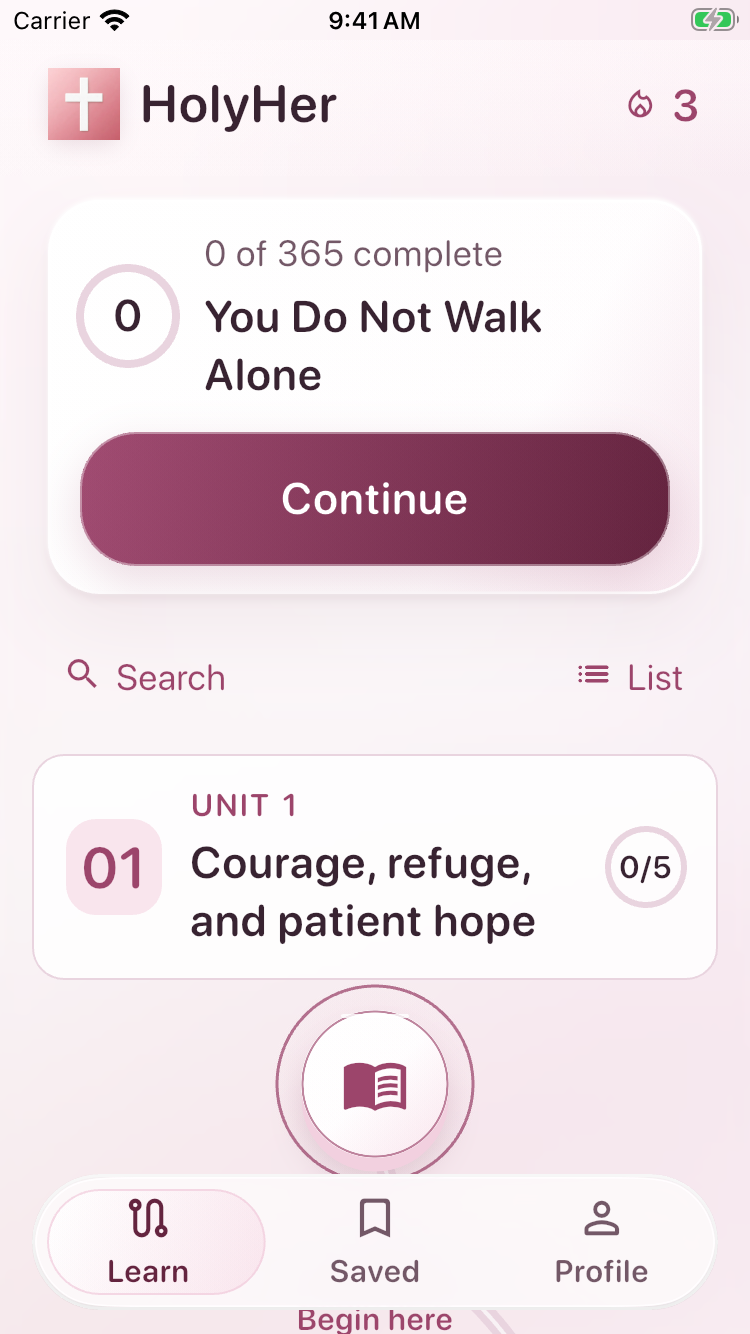 Carrier 9:41 AM
HolyHer 3
0 of 365 complete
0
You Do Not Walk
Alone
Continue
Search List
UNIT 1
01
Courage, refuge,
and patient hope
0/5
Learn Saved Profile
Begin here